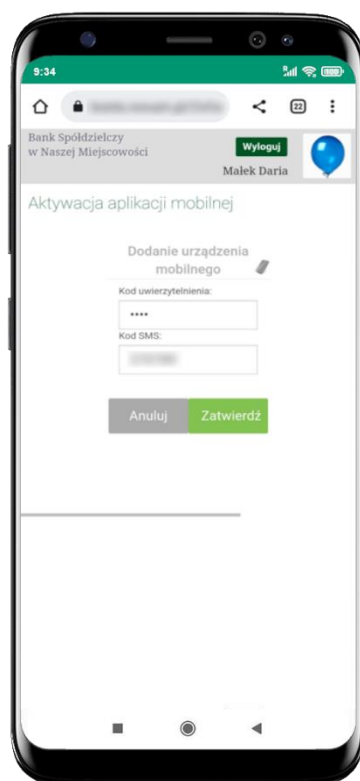 9:34
22
Bank Spółdzielczy
w Naszej Miejscowości
Wyloguj
Małek Daria
Aktywacja aplikacji mobilnej
Dodanie urządzenia
mobilnego
Kod uwierzytelnienia:
••••
Kod SMS:
Anuluj Zatwierdź